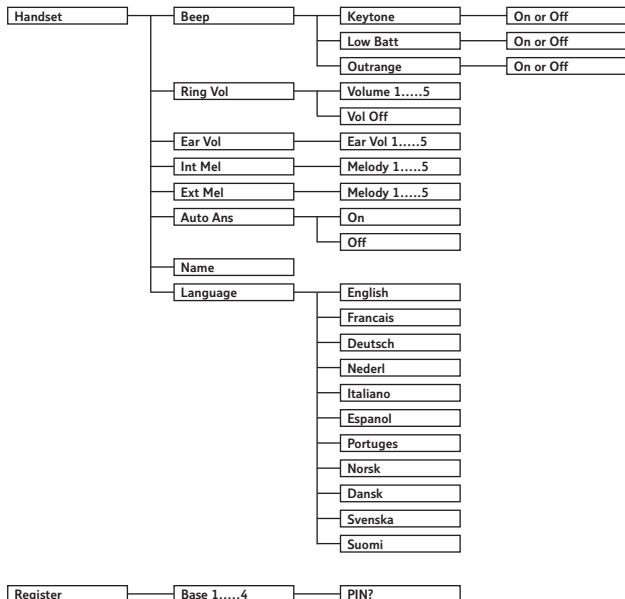 Handset Beep Keytone On or Off
Low Batt On or Off
Outrange On or Off
Ring Vol Volume 1.....5
Vol Off
Ear Vol Ear Vol 1.....5
Int Mel Melody 1.....5
Ext Mel Melody 1.....5
Auto Ans On
Off
Name
Language English
Francais
Deutsch
Nederl
Italiano
Espanol
Portuges
Norsk
Dansk
Svenska
Suomi
Register Base 1.....4 PIN?